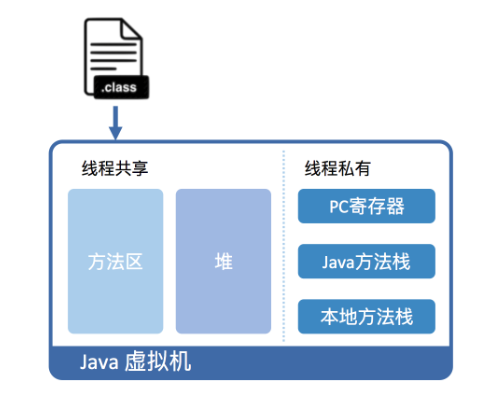 .class
线程共享
线程私有
方法区
堆
PC寄存器
Java方法栈
本地方法栈
Java 虚拟机